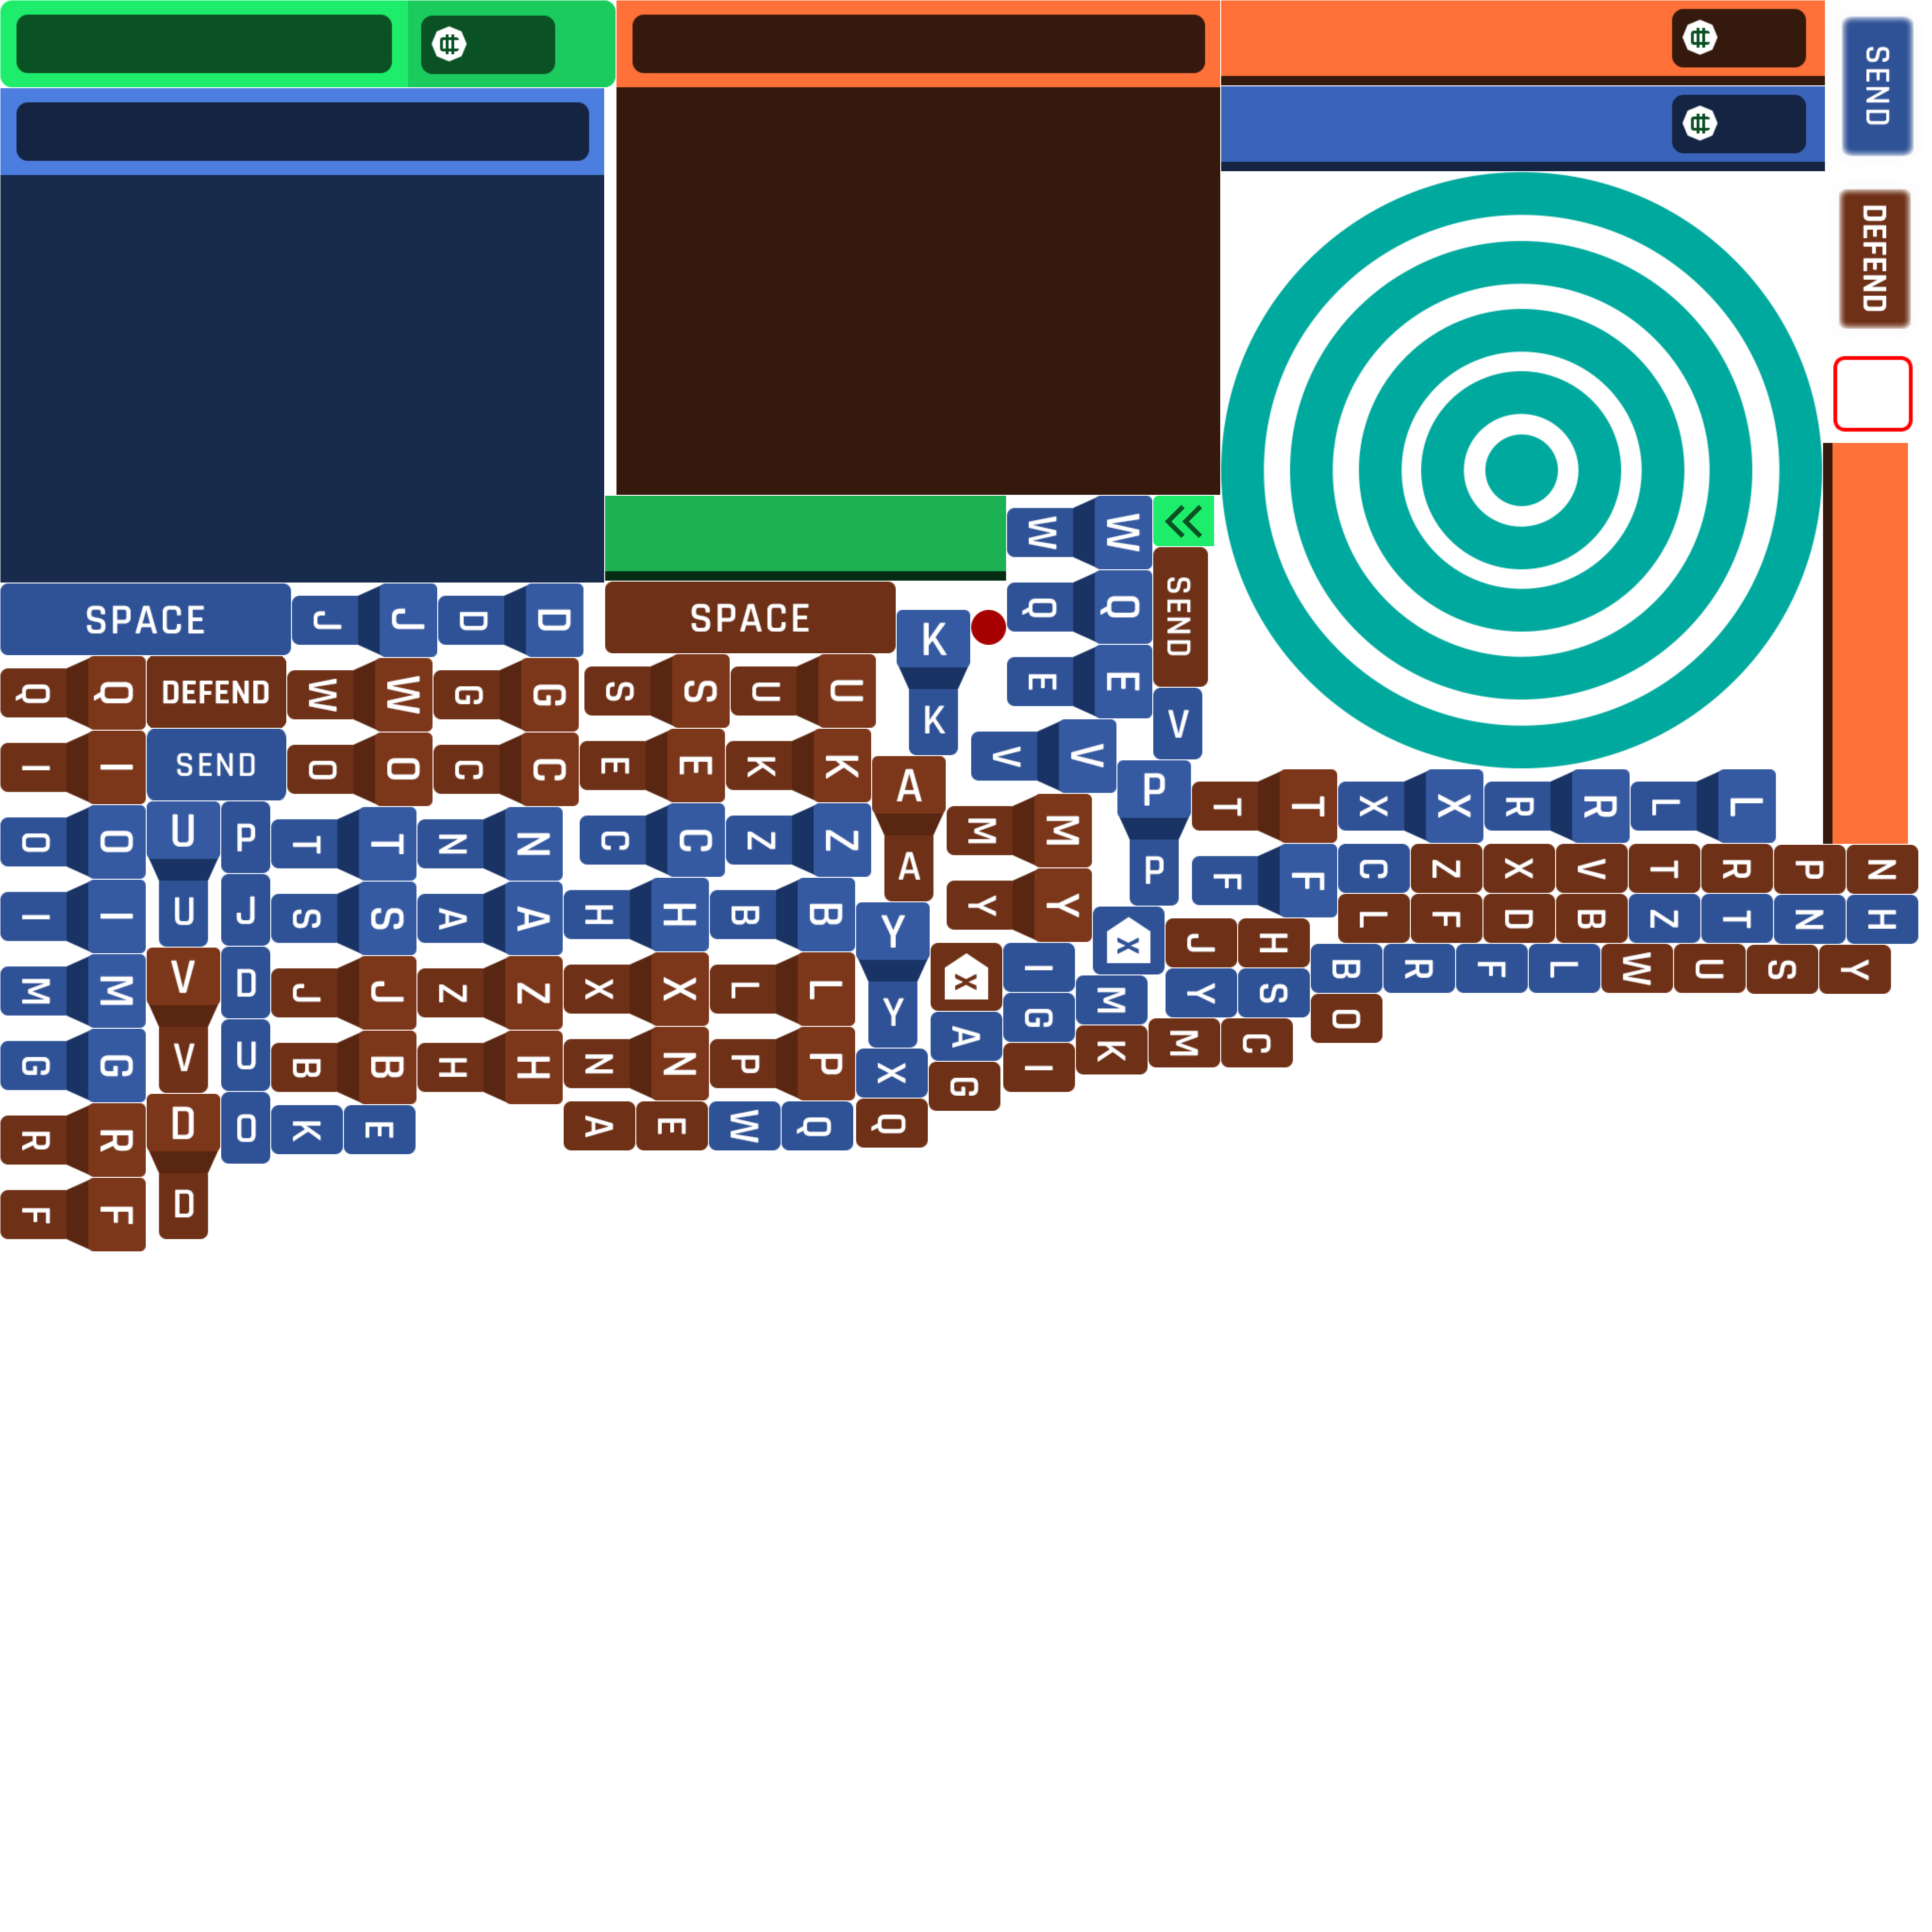 SEND
DEFEND
W W
SPACE J J D D SPACE K Q Q SEND
Q Q DEFEND W W G G S S U U K E E V
I I SEND O O C C E E K K A V V P T T X X R R L L
O O U P T T N N C C Z Z A M M P F F C Z X V T R P N
I I U J S S A A H H B B Y Y Y X J H L F D B Z T N H
M M V D J J Z Z X X L L Y X I M Y S B R F L W U S Y
G G V U B B H H N N P P X A G K M C O
R R D O K E A E W Q Q G I
F F D